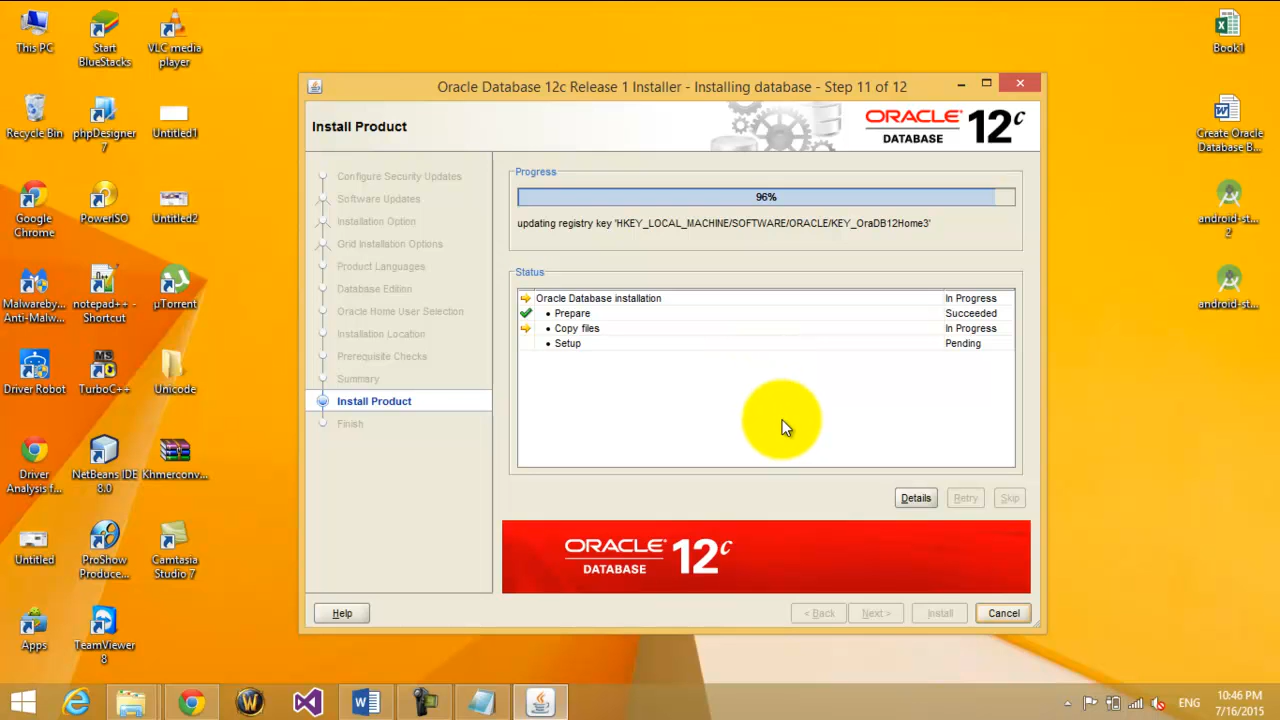 This PC
Start
BlueStacks
VLC media
player
Recycle Bin
phpDesigner
7
Untitled1
Google
Chrome
PowerISO
Untitled2
Malwareby...
Anti-Malw...
notepad++ -
Shortcut
µTorrent
Driver Robot
MS
TurboC++
Unicode
Driver
Analysis f...
NetBeans IDE
8.0
Khmerconv...
Untitled
ProShow
Produce...
Camtasia
Studio 7
Apps
TeamViewer
8
Book1
Create Oracle
Database B...
android-st...
2
android-st...
Oracle Database 12c Release 1 Installer - Installing database - Step 11 of 12
Install Product
ORACLE
DATABASE
12c
Configure Security Updates
Software Updates
Installation Option
Grid Installation Options
Product Languages
Database Edition
Oracle Home User Selection
Installation Location
Prerequisite Checks
Summary
Install Product
Finish
Progress
96%
updating registry key 'HKEY_LOCAL_MACHINE/SOFTWARE/ORACLE/KEY_OraDB12Home3'
Status
Oracle Database installation In Progress
• Prepare Succeeded
• Copy files In Progress
• Setup Pending
Details Retry Skip
ORACLE
DATABASE
12c
Help < Back Next > Install Cancel
ENG
10:46 PM
7/16/2015